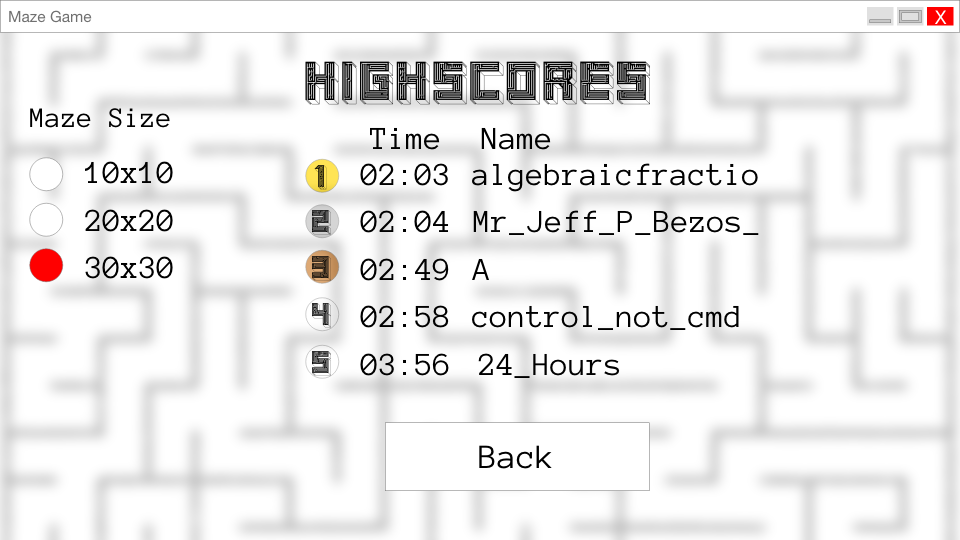 Maze Game
X
HIGHSCORES
Maze Size
10x10
20x20
30x30
Time Name
1 02:03 algebraicfractio
2 02:04 Mr_Jeff_P_Bezos_
3 02:49 A
4 02:58 control_not_cmd
5 03:56 24_Hours
Back